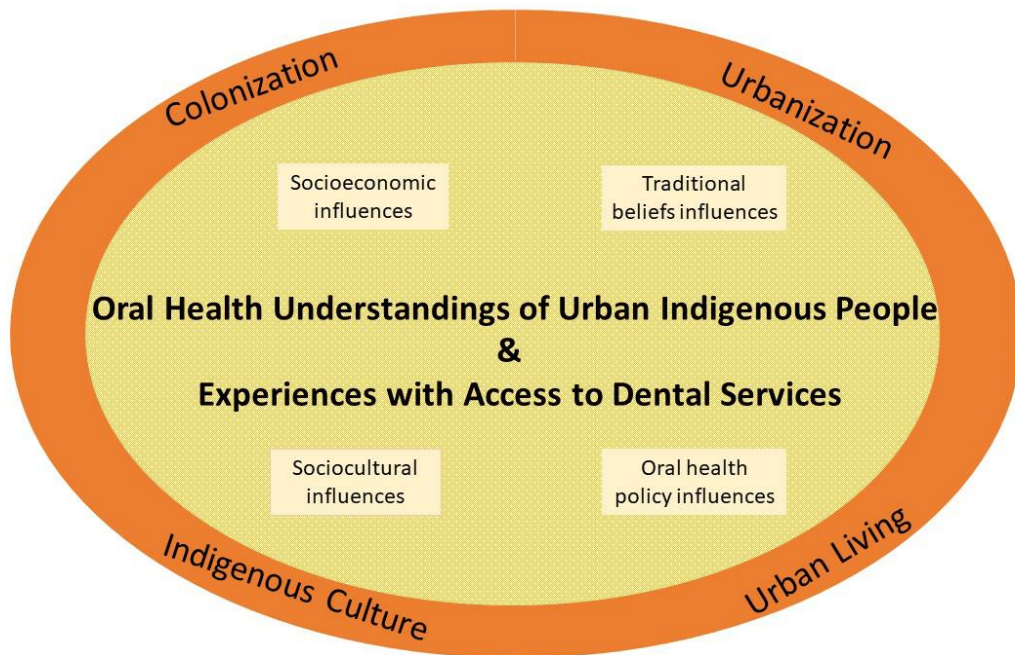 Colonization
Urbanization
Socioeconomic
influences
Traditional
beliefs influences
Oral Health Understandings of Urban Indigenous People
&
Experiences with Access to Dental Services
Sociocultural
influences
Oral health
policy influences
Indigenous Culture
Urban Living